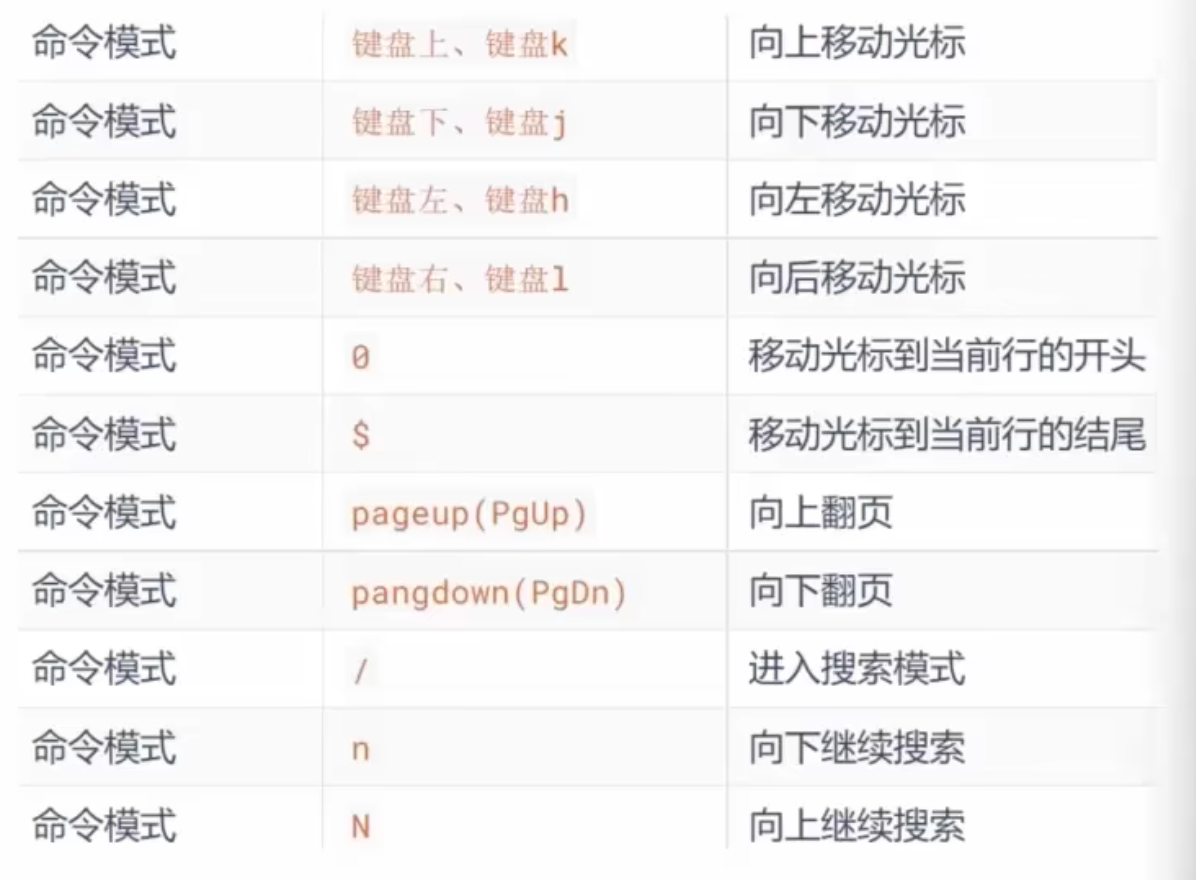 命令模式 键盘上、键盘k 向上移动光标
命令模式 键盘下、键盘j 向下移动光标
命令模式 键盘左、键盘h 向左移动光标
命令模式 键盘右、键盘l 向后移动光标
命令模式 0 移动光标到当前行的开头
命令模式 $ 移动光标到当前行的结尾
命令模式 pageup(PgUp) 向上翻页
命令模式 pangdown(PgDn) 向下翻页
命令模式 / 进入搜索模式
命令模式 n 向下继续搜索
命令模式 N 向上继续搜索